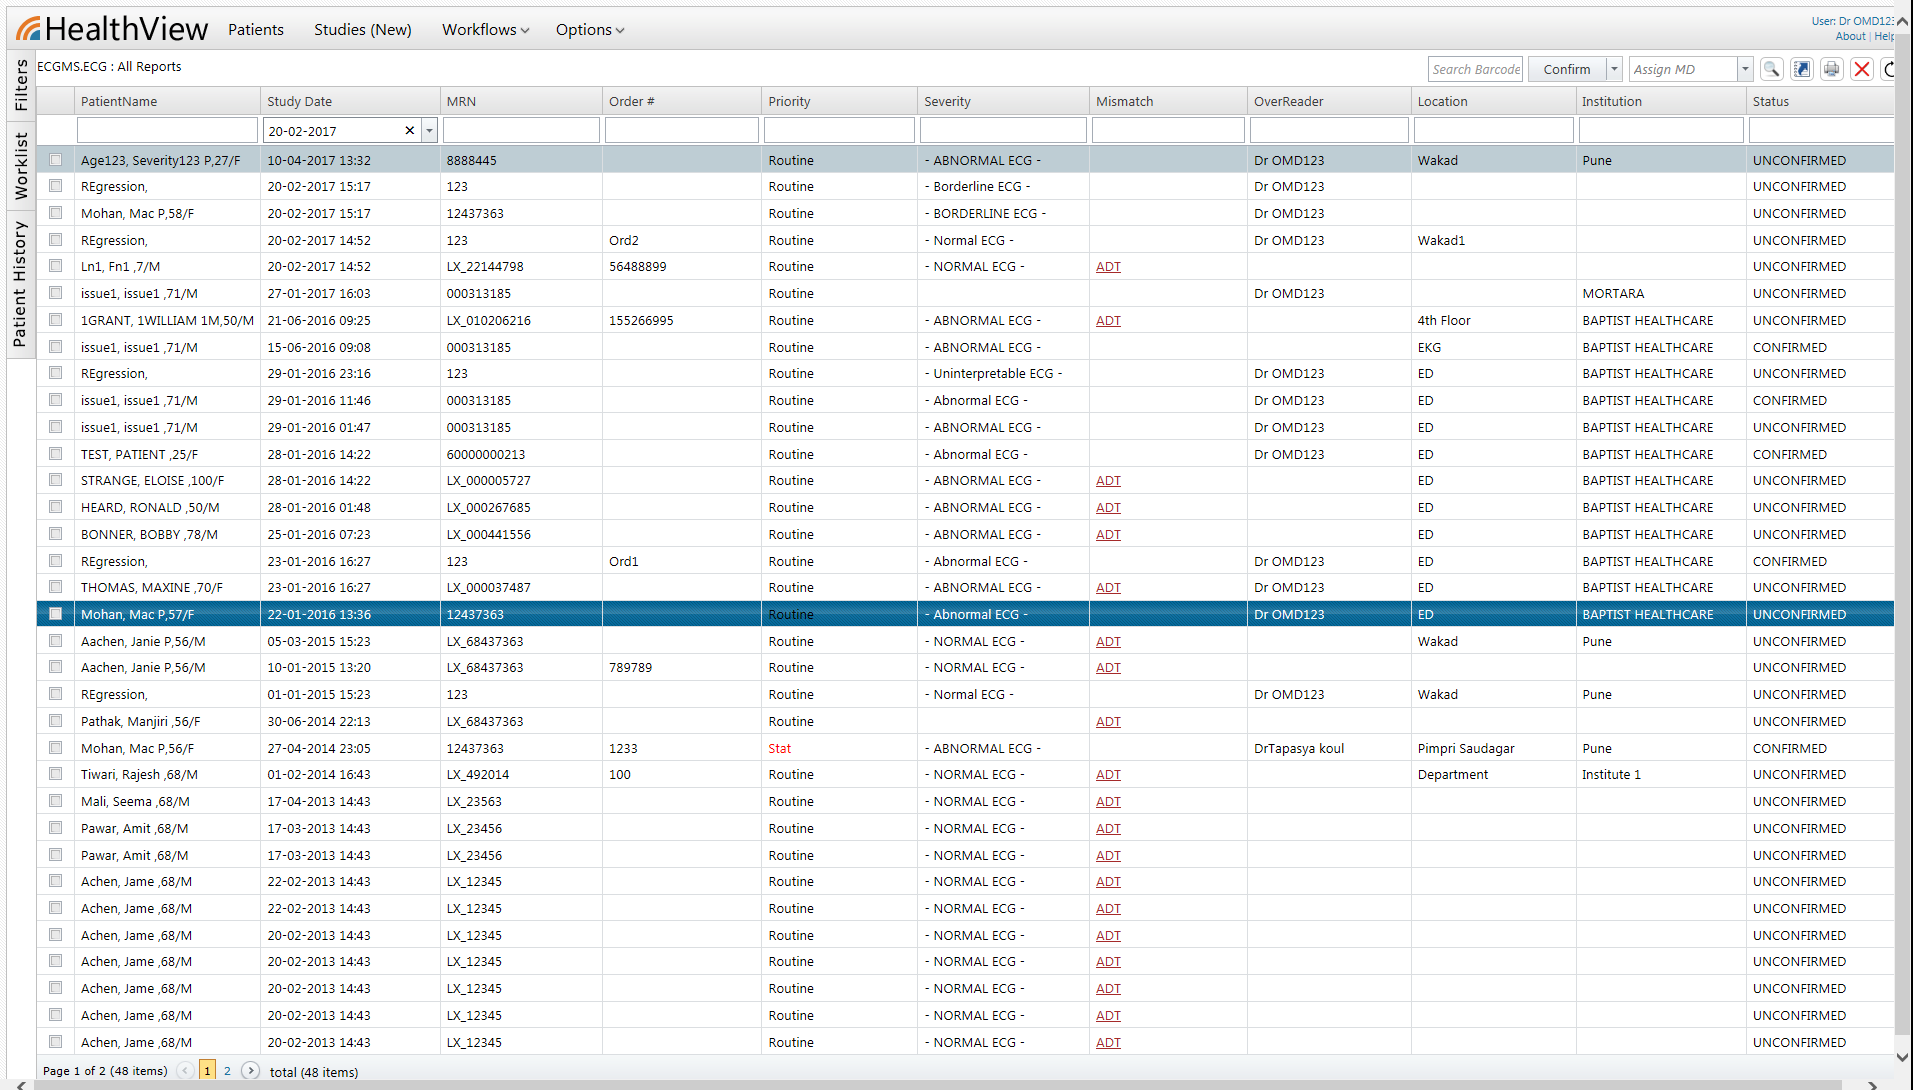 HealthView Patients Studies (New) Workflows Options
User: Dr OMD123
About | Help
Filters
Worklist
Patient History
ECGMS.ECG : All Reports Search Barcode Confirm Assign MD
PatientName Study Date MRN Order # Priority Severity Mismatch OverReader Location Institution Status
20-02-2017
Age123, Severity123 P,27/F 10-04-2017 13:32 8888445 Routine - ABNORMAL ECG - Dr OMD123 Wakad Pune UNCONFIRMED
REgression, 20-02-2017 15:17 123 Routine - Borderline ECG - Dr OMD123 UNCONFIRMED
Mohan, Mac P,58/F 20-02-2017 15:17 12437363 Routine - BORDERLINE ECG - Dr OMD123 UNCONFIRMED
REgression, 20-02-2017 14:52 123 Ord2 Routine - Normal ECG - Dr OMD123 Wakad1 UNCONFIRMED
Ln1, Fn1 ,7/M 20-02-2017 14:52 LX_22144798 56488899 Routine - NORMAL ECG - ADT UNCONFIRMED
issue1, issue1 ,71/M 27-01-2017 16:03 000313185 Routine Dr OMD123 MORTARA UNCONFIRMED
1GRANT, 1WILLIAM 1M,50/M 21-06-2016 09:25 LX_010206216 155266995 Routine - ABNORMAL ECG - ADT 4th Floor BAPTIST HEALTHCARE UNCONFIRMED
issue1, issue1 ,71/M 15-06-2016 09:08 000313185 Routine - ABNORMAL ECG - EKG BAPTIST HEALTHCARE CONFIRMED
REgression, 29-01-2016 23:16 123 Routine - Uninterpretable ECG - Dr OMD123 ED BAPTIST HEALTHCARE UNCONFIRMED
issue1, issue1 ,71/M 29-01-2016 11:46 000313185 Routine - Abnormal ECG - Dr OMD123 ED BAPTIST HEALTHCARE CONFIRMED
issue1, issue1 ,71/M 29-01-2016 01:47 000313185 Routine - ABNORMAL ECG - Dr OMD123 ED BAPTIST HEALTHCARE UNCONFIRMED
TEST, PATIENT ,25/F 28-01-2016 14:22 60000000213 Routine - Abnormal ECG - Dr OMD123 ED BAPTIST HEALTHCARE CONFIRMED
STRANGE, ELOISE ,100/F 28-01-2016 14:22 LX_000005727 Routine - ABNORMAL ECG - ADT ED BAPTIST HEALTHCARE UNCONFIRMED
HEARD, RONALD ,50/M 28-01-2016 01:48 LX_000267685 Routine - ABNORMAL ECG - ADT ED BAPTIST HEALTHCARE UNCONFIRMED
BONNER, BOBBY ,78/M 25-01-2016 07:23 LX_000441556 Routine - ABNORMAL ECG - ADT ED BAPTIST HEALTHCARE UNCONFIRMED
REgression, 23-01-2016 16:27 123 Ord1 Routine - Abnormal ECG - Dr OMD123 ED BAPTIST HEALTHCARE CONFIRMED
THOMAS, MAXINE ,70/F 23-01-2016 16:27 LX_000037487 Routine - ABNORMAL ECG - ADT Dr OMD123 ED BAPTIST HEALTHCARE UNCONFIRMED
Mohan, Mac P,57/F 22-01-2016 13:36 12437363 Routine - Abnormal ECG - Dr OMD123 ED BAPTIST HEALTHCARE UNCONFIRMED
Aachen, Janie P,56/M 05-03-2015 15:23 LX_68437363 Routine - NORMAL ECG - ADT Wakad Pune UNCONFIRMED
Aachen, Janie P,56/M 10-01-2015 13:20 LX_68437363 789789 Routine - NORMAL ECG - ADT UNCONFIRMED
REgression, 01-01-2015 15:23 123 Routine - Normal ECG - Dr OMD123 Wakad Pune UNCONFIRMED
Pathak, Manjiri ,56/F 30-06-2014 22:13 LX_68437363 Routine ADT UNCONFIRMED
Mohan, Mac P,56/F 27-04-2014 23:05 12437363 1233 Stat - ABNORMAL ECG - DrTapasya koul Pimpri Saudagar Pune CONFIRMED
Tiwari, Rajesh ,68/M 01-02-2014 16:43 LX_492014 100 Routine - NORMAL ECG - ADT Department Institute 1 UNCONFIRMED
Mali, Seema ,68/M 17-04-2013 14:43 LX_23563 Routine - NORMAL ECG - ADT UNCONFIRMED
Pawar, Amit ,68/M 17-03-2013 14:43 LX_23456 Routine - NORMAL ECG - ADT UNCONFIRMED
Pawar, Amit ,68/M 17-03-2013 14:43 LX_23456 Routine - NORMAL ECG - ADT UNCONFIRMED
Achen, Jame ,68/M 22-02-2013 14:43 LX_12345 Routine - NORMAL ECG - ADT UNCONFIRMED
Achen, Jame ,68/M 22-02-2013 14:43 LX_12345 Routine - NORMAL ECG - ADT UNCONFIRMED
Achen, Jame ,68/M 20-02-2013 14:43 LX_12345 Routine - NORMAL ECG - ADT UNCONFIRMED
Achen, Jame ,68/M 20-02-2013 14:43 LX_12345 Routine - NORMAL ECG - ADT UNCONFIRMED
Achen, Jame ,68/M 20-02-2013 14:43 LX_12345 Routine - NORMAL ECG - ADT UNCONFIRMED
Achen, Jame ,68/M 20-02-2013 14:43 LX_12345 Routine - NORMAL ECG - ADT UNCONFIRMED
Achen, Jame ,68/M 20-02-2013 14:43 LX_12345 Routine - NORMAL ECG - ADT UNCONFIRMED
Page 1 of 2 (48 items) 1 2 total (48 items)